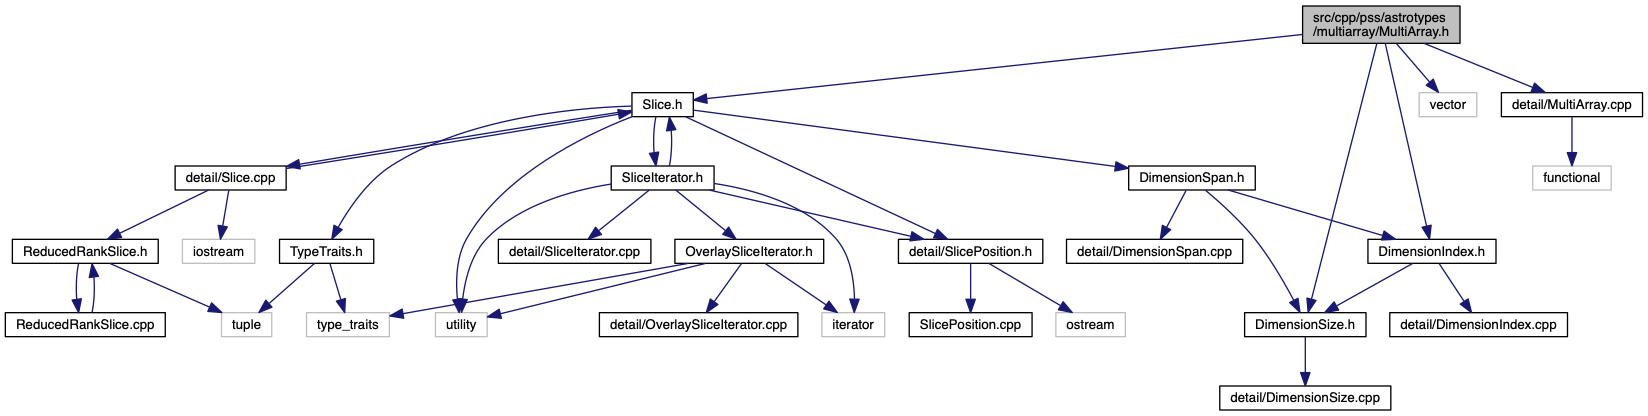 src/cpp/pss/astrotypes
/multiarray/MultiArray.h
Slice.h
vector
detail/MultiArray.cpp
detail/Slice.cpp
SliceIterator.h
DimensionSpan.h
functional
ReducedRankSlice.h
iostream
TypeTraits.h
detail/SliceIterator.cpp
OverlaySliceIterator.h
detail/SlicePosition.h
detail/DimensionSpan.cpp
DimensionIndex.h
ReducedRankSlice.cpp
tuple
type_traits
utility
detail/OverlaySliceIterator.cpp
iterator
SlicePosition.cpp
ostream
DimensionSize.h
detail/DimensionIndex.cpp
detail/DimensionSize.cpp